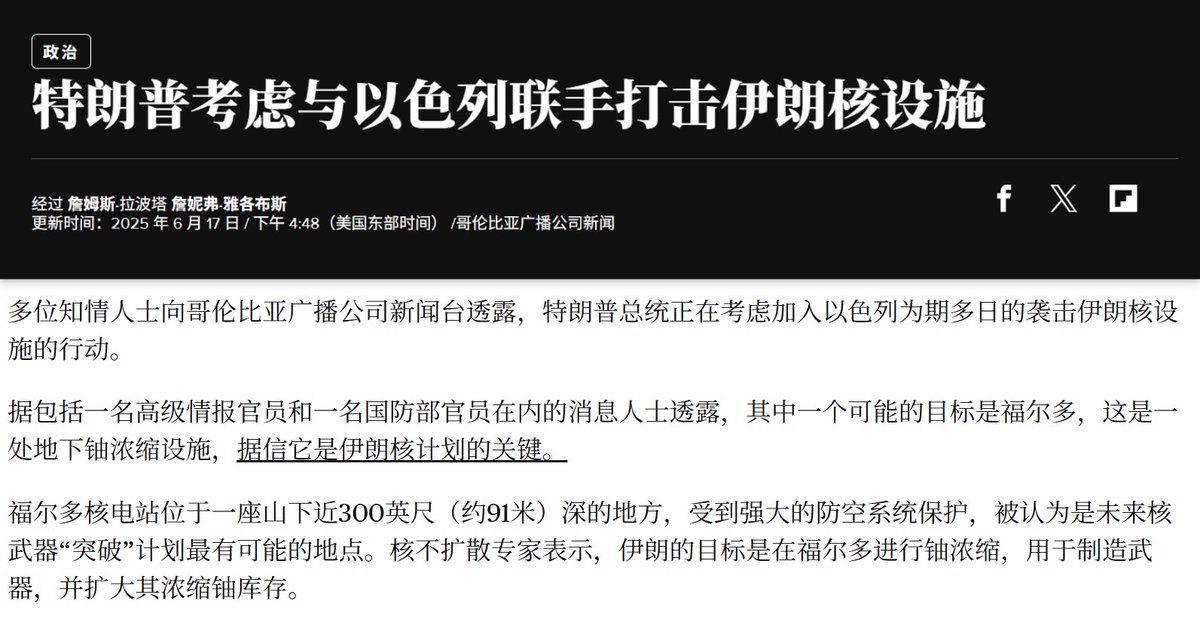 政治
特朗普考虑与以色列联手打击伊朗核设施
经过 詹姆斯·拉波塔 詹妮弗·雅各布斯
更新时间：2025 年 6 月 17 日 / 下午 4:48（美国东部时间） /哥伦比亚广播公司新闻
多位知情人士向哥伦比亚广播公司新闻台透露，特朗普总统正在考虑加入以色列为期多日的袭击伊朗核设
施的行动。
据包括一名高级情报官员和一名国防部官员在内的消息人士透露，其中一个可能的目标是福尔多，这是一
处地下铀浓缩设施，据信它是伊朗核计划的关键。
福尔多核电站位于一座山下近300英尺（约91米）深的地方，受到强大的防空系统保护，被认为是未来核
武器“突破”计划最有可能的地点。核不扩散专家表示，伊朗的目标是在福尔多进行铀浓缩，用于制造武
器，并扩大其浓缩铀库存。